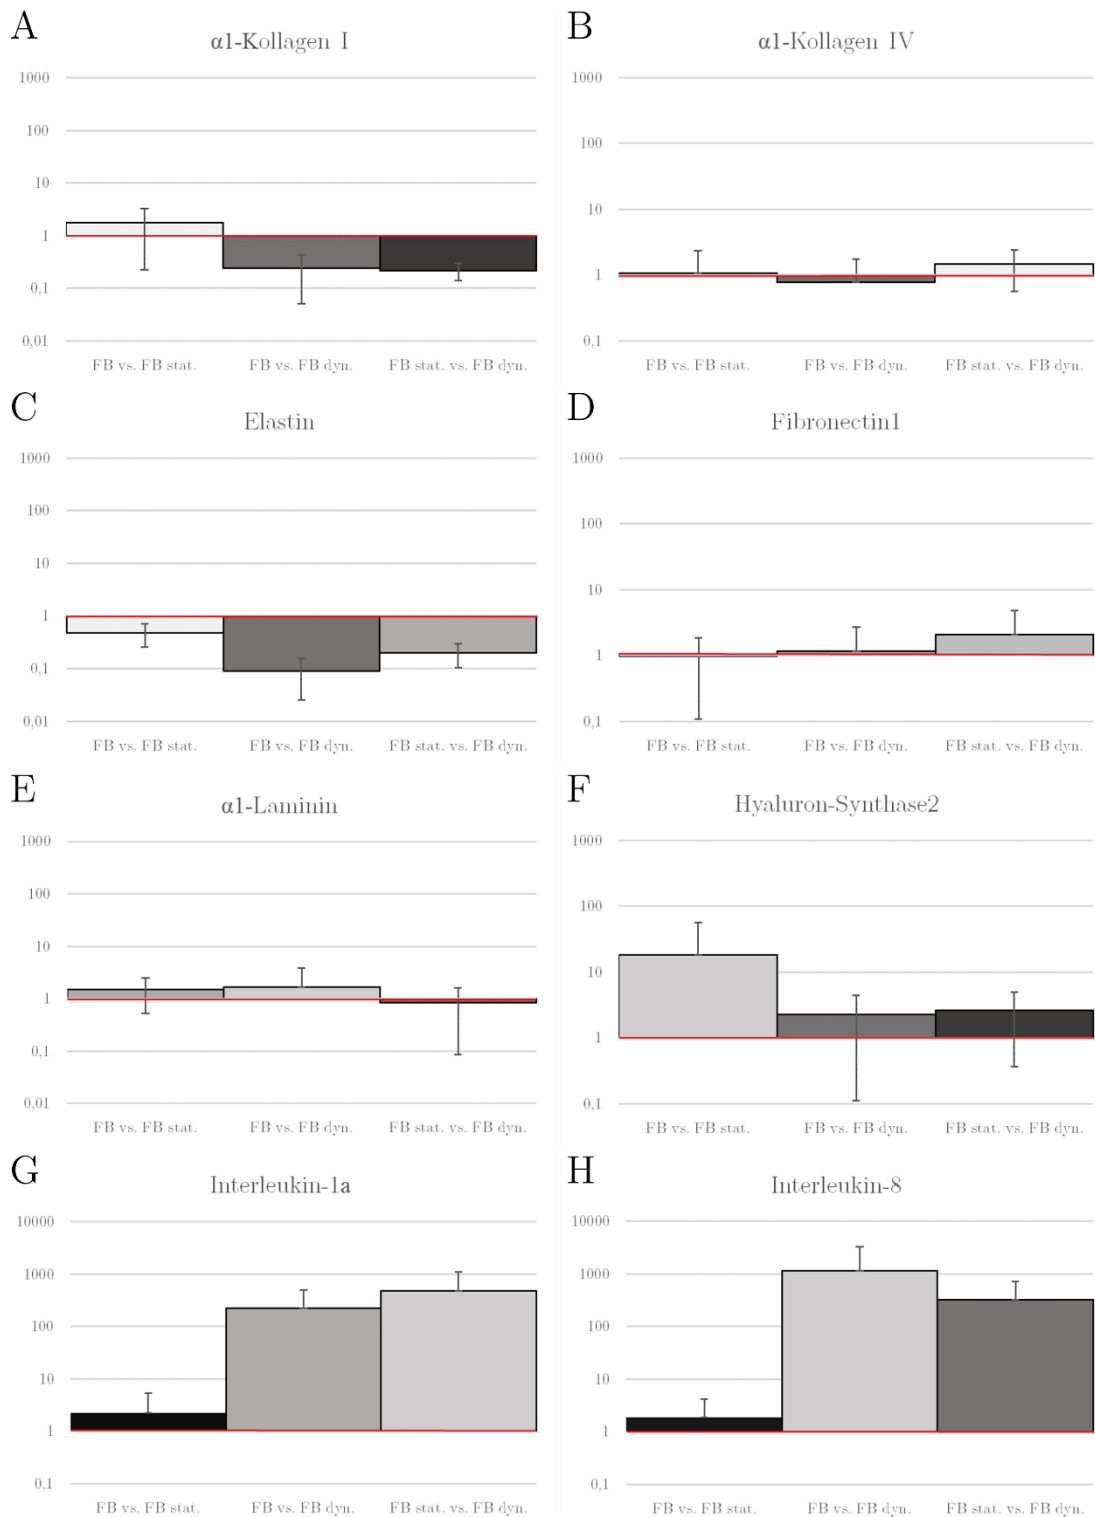 A
α1-Kollagen I
1000
100
10
1
0,1
0,01
FB vs. FB stat.
FB vs. FB dyn.
FB stat. vs. FB dyn.
B
α1-Kollagen IV
1000
100
10
1
0,1
FB vs. FB stat.
FB vs. FB dyn.
FB stat. vs. FB dyn.
C
Elastin
1000
100
10
1
0,1
0,01
FB vs. FB stat.
FB vs. FB dyn.
FB stat. vs. FB dyn.
D
Fibronectin1
1000
100
10
1
0,1
FB vs. FB stat.
FB vs. FB dyn.
FB stat. vs. FB dyn.
E
α1-Laminin
1000
100
10
1
0,1
0,01
FB vs. FB stat.
FB vs. FB dyn.
FB stat. vs. FB dyn.
F
Hyaluron-Synthase2
1000
100
10
1
0,1
FB vs. FB stat.
FB vs. FB dyn.
FB stat. vs. FB dyn.
G
Interleukin-1a
10000
1000
100
10
1
0,1
FB vs. FB stat.
FB vs. FB dyn.
FB stat. vs. FB dyn.
H
Interleukin-8
10000
1000
100
10
1
0,1
FB vs. FB stat.
FB vs. FB dyn.
FB stat. vs. FB dyn.